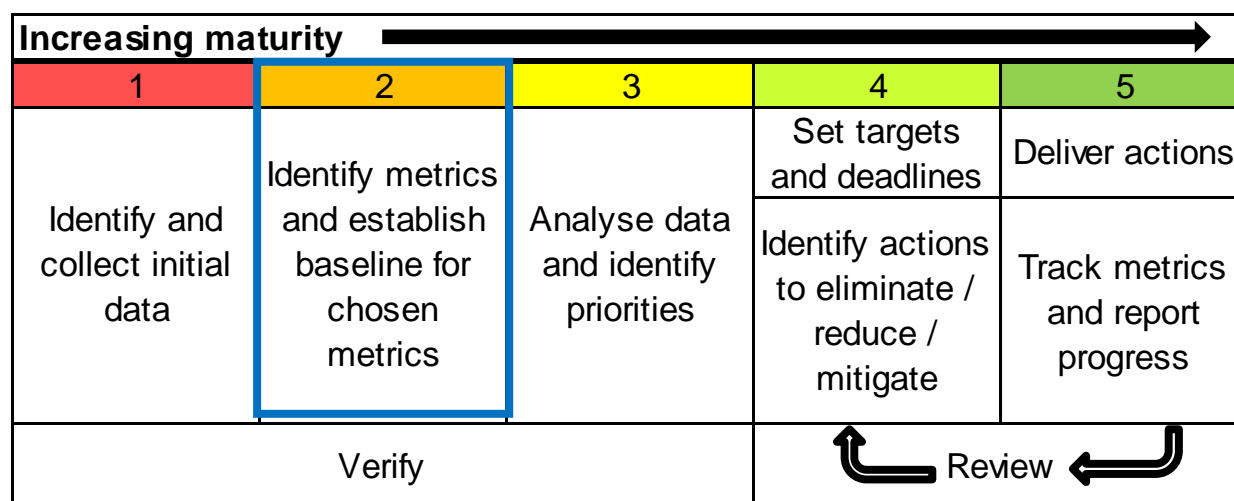 Increasing maturity
1
2
3
4
5
Identify and
collect initial
data
Identify metrics
and establish
baseline for
chosen
metrics
Analyse data
and identify
priorities
Set targets
and deadlines
Identify actions
to eliminate /
reduce /
mitigate
Deliver actions
Track metrics
and report
progress
Verify
Review